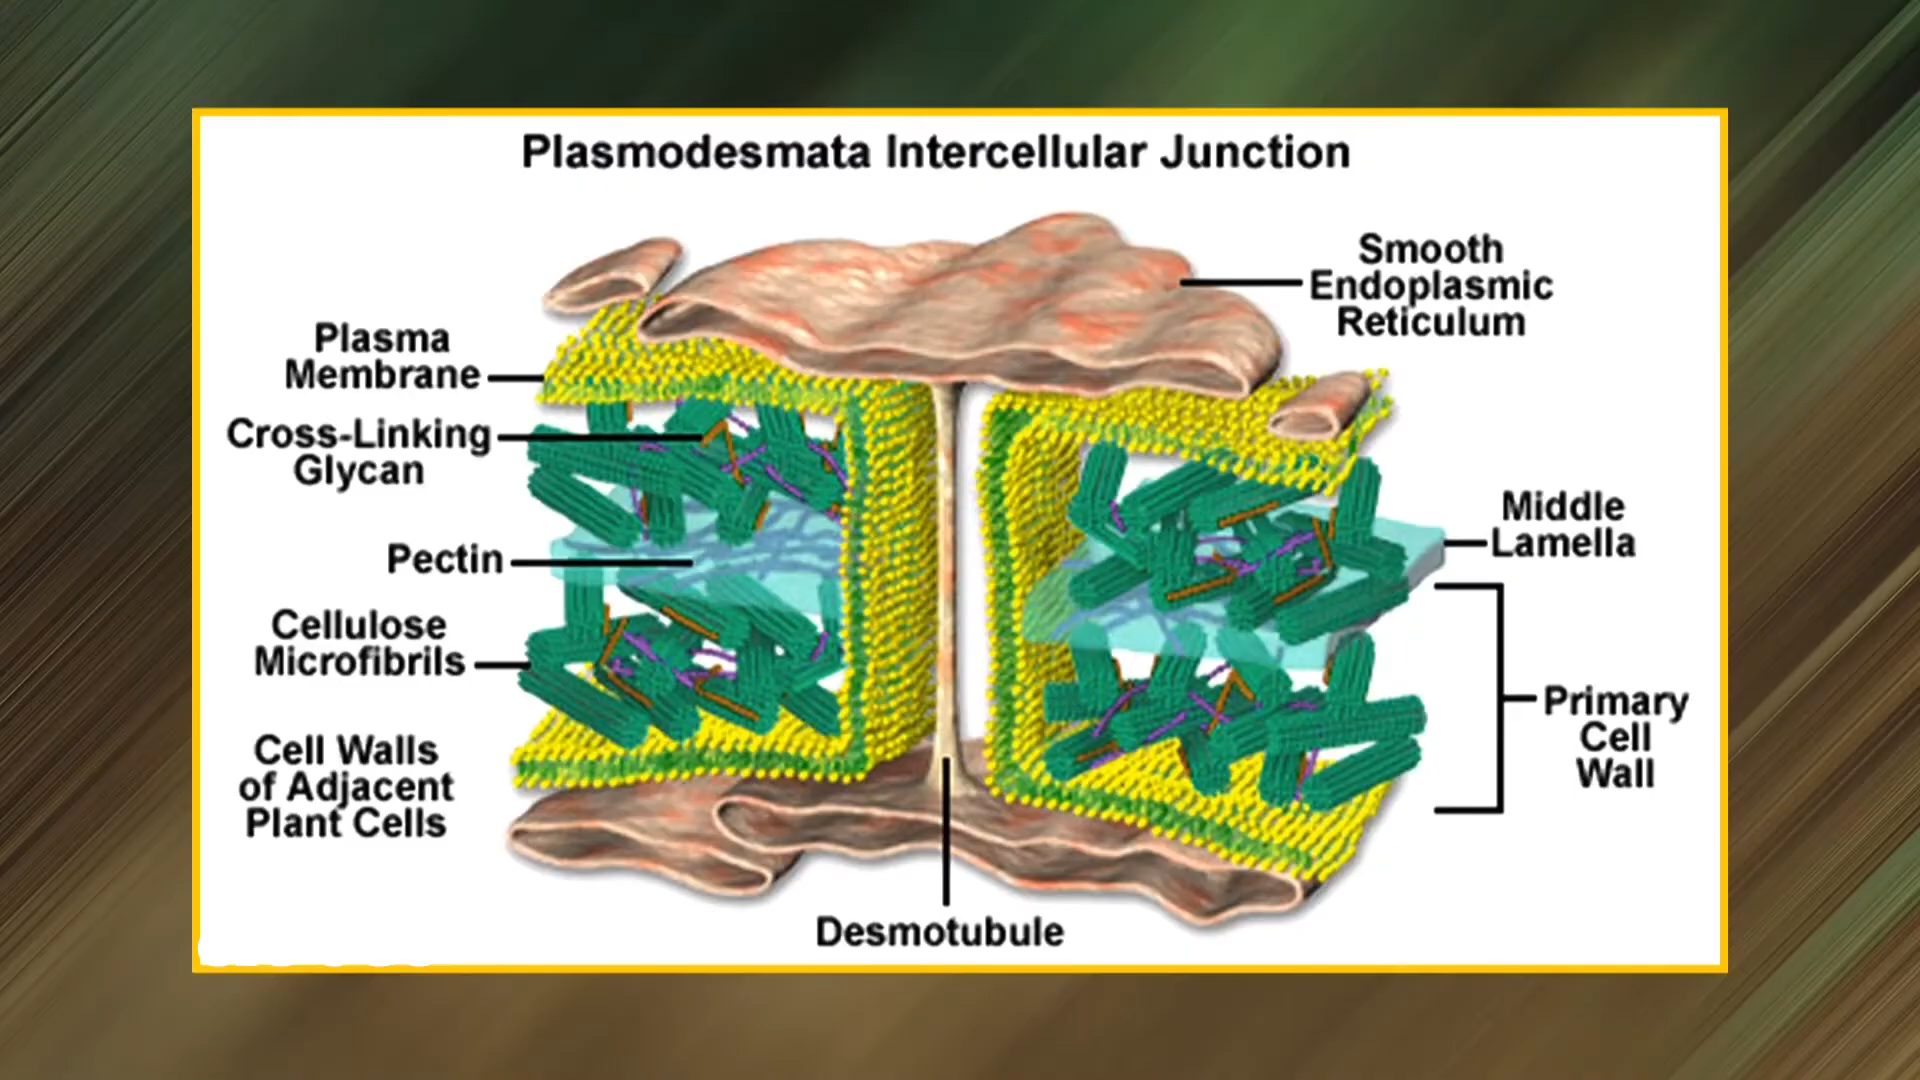 Plasmodesmata Intercellular Junction
Smooth
Endoplasmic
Reticulum
Plasma
Membrane
Cross-Linking
Glycan
Pectin
Cellulose
Microfibrils
Cell Walls
of Adjacent
Plant Cells
Middle
Lamella
Primary
Cell
Wall
Desmotubule